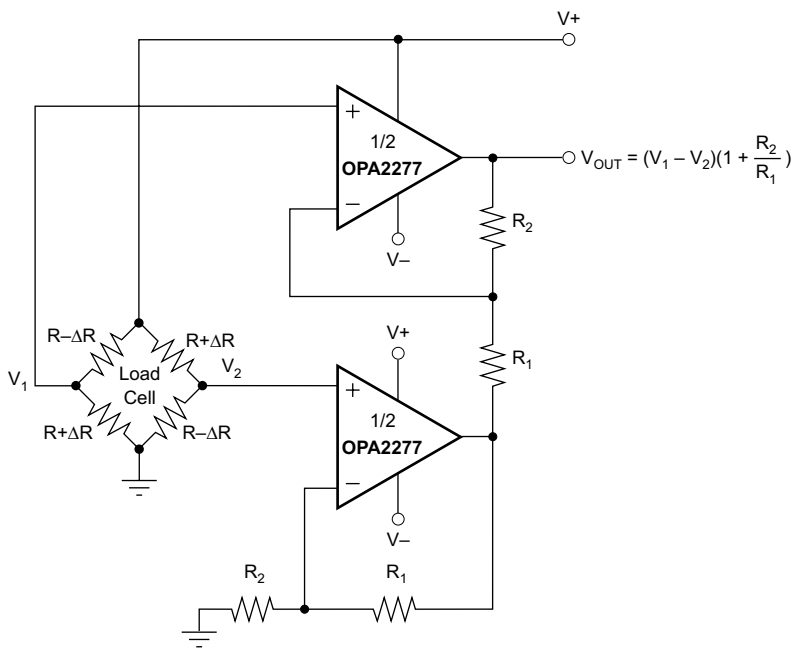 V+
+
1/2
OPA2277
−
V–
V_OUT = (V_1 – V_2)(1 + R_2/R_1)
R_2
R_1
R–ΔR
R+ΔR
Load
Cell
V_1
V_2
R+ΔR
R–ΔR
V+
+
1/2
OPA2277
−
V–
R_2
R_1